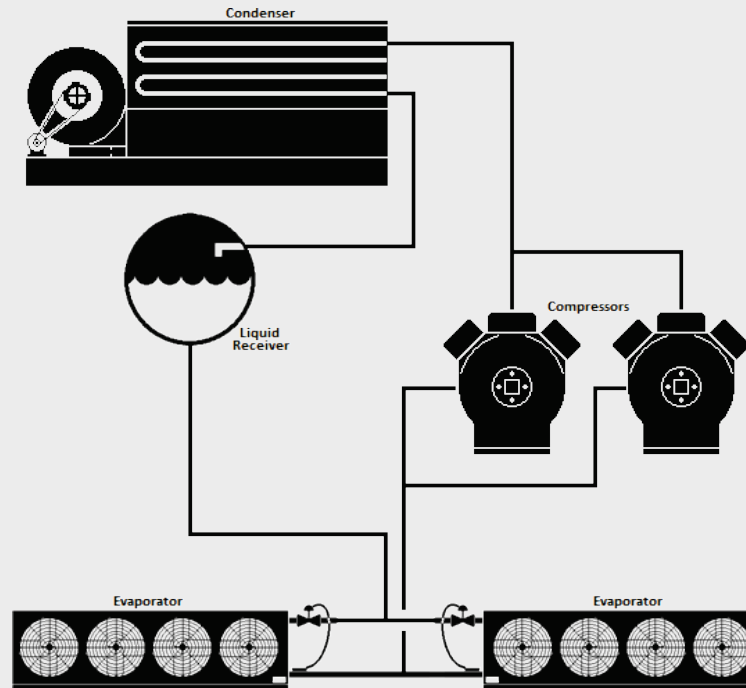 Condenser
Compressors
Liquid
Receiver
Evaporator
Evaporator